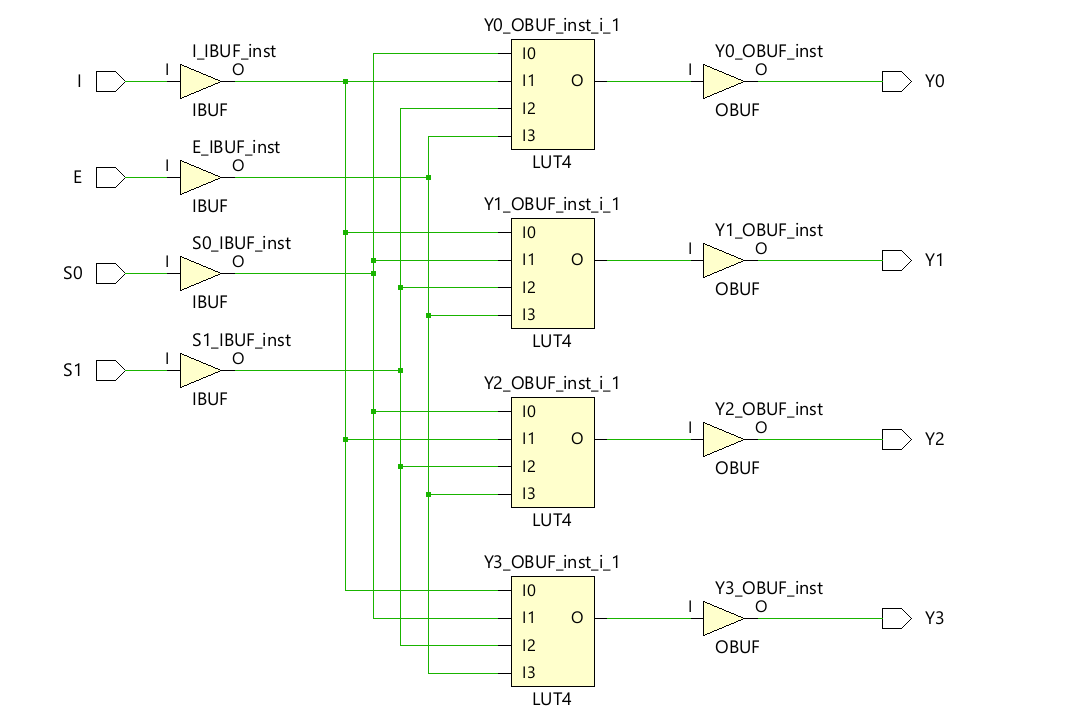 Y0_OBUF_inst_i_1
I_IBUF_inst
I0
Y0_OBUF_inst
I
I
O
I1
O
I
O
Y0
IBUF
I2
OBUF
I3
E_IBUF_inst
LUT4
I
O
E
IBUF
Y1_OBUF_inst_i_1
I0
Y1_OBUF_inst
S0_IBUF_inst
I
O
I1
O
I
O
Y1
S0
I2
OBUF
IBUF
I3
S1_IBUF_inst
LUT4
I
O
S1
Y2_OBUF_inst_i_1
IBUF
I0
Y2_OBUF_inst
I1
O
I
O
Y2
I2
OBUF
I3
LUT4
Y3_OBUF_inst_i_1
I0
Y3_OBUF_inst
I1
O
I
O
Y3
I2
OBUF
I3
LUT4